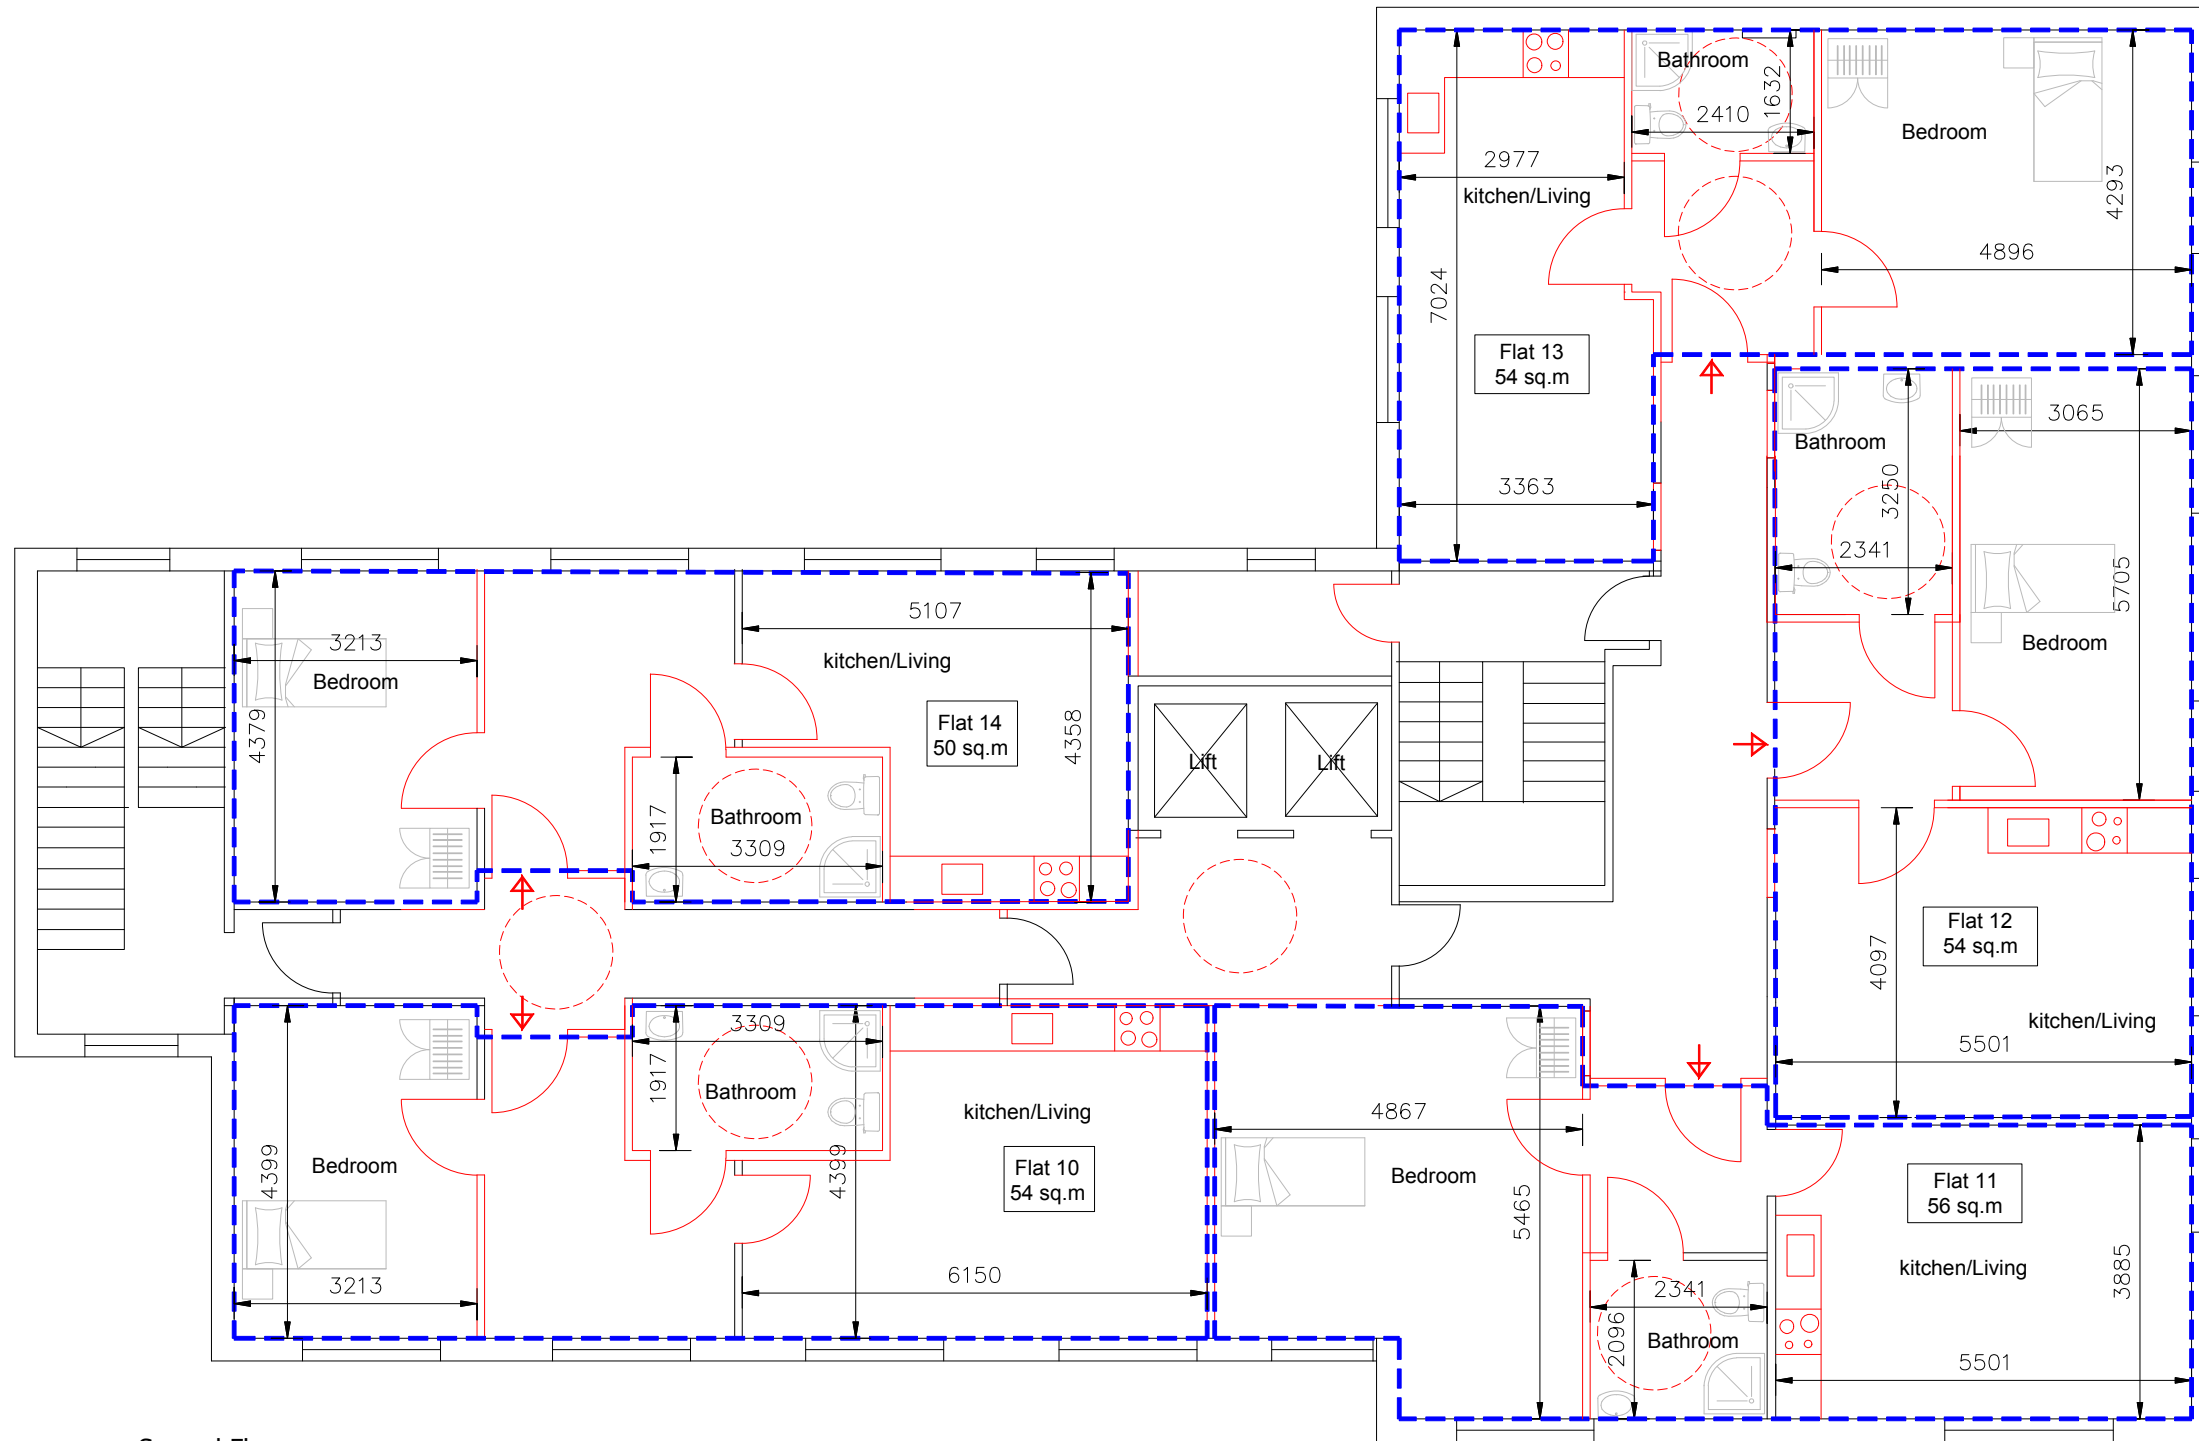 Bathroom
1632
2410
Bedroom
2977
kitchen/Living
4293
4896
7024
Flat 13
54 sq.m
3363
3065
Bathroom
3250
2341
5705
Bedroom
5107
3213
kitchen/Living
Bedroom
4379
Flat 14
50 sq.m
4358
Lift
Lift
1917
Bathroom
3309
Flat 12
54 sq.m
4097
kitchen/Living
5501
3309
1917
Bathroom
kitchen/Living
4399
Bedroom
4399
Flat 10
54 sq.m
3213
6150
4867
Bedroom
5465
Flat 11
56 sq.m
kitchen/Living
3885
2341
2096
Bathroom
5501